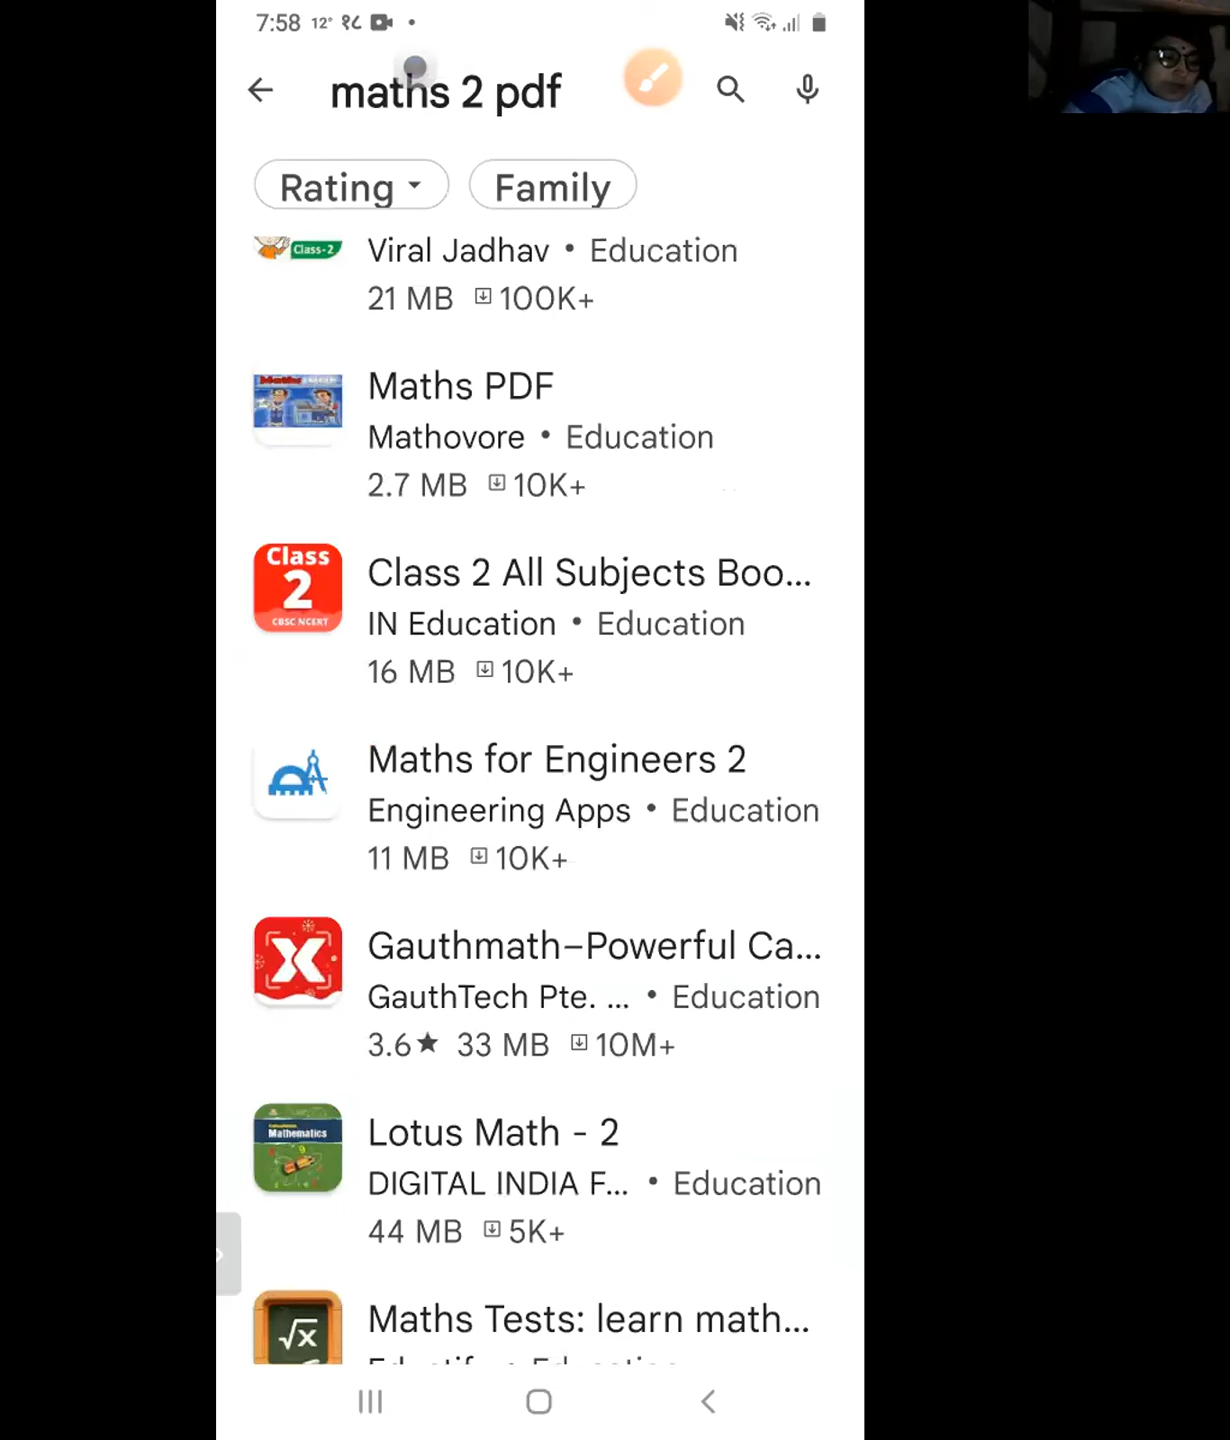 7:58 12° १८
maths 2 pdf
Rating Family
Class-2
Viral Jadhav • Education
21 MB 100K+
Maths PDF
Mathovore • Education
2.7 MB 10K+
Class
2
CBSC NCERT
Class 2 All Subjects Boo...
IN Education • Education
16 MB 10K+
Maths for Engineers 2
Engineering Apps • Education
11 MB 10K+
Gauthmath–Powerful Ca...
GauthTech Pte. ... • Education
3.6★ 33 MB 10M+
Mathematics
Lotus Math - 2
DIGITAL INDIA F... • Education
44 MB 5K+
√x
Maths Tests: learn math...